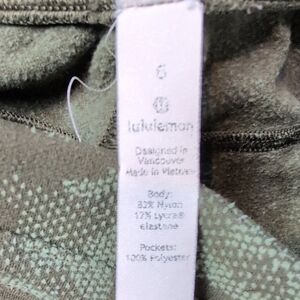 6
lululemon
Designed in
Vancouver
Made in Vietnam
Body:
83% Nylon
17% Lycra®
elastane
Pockets:
100% Polyester